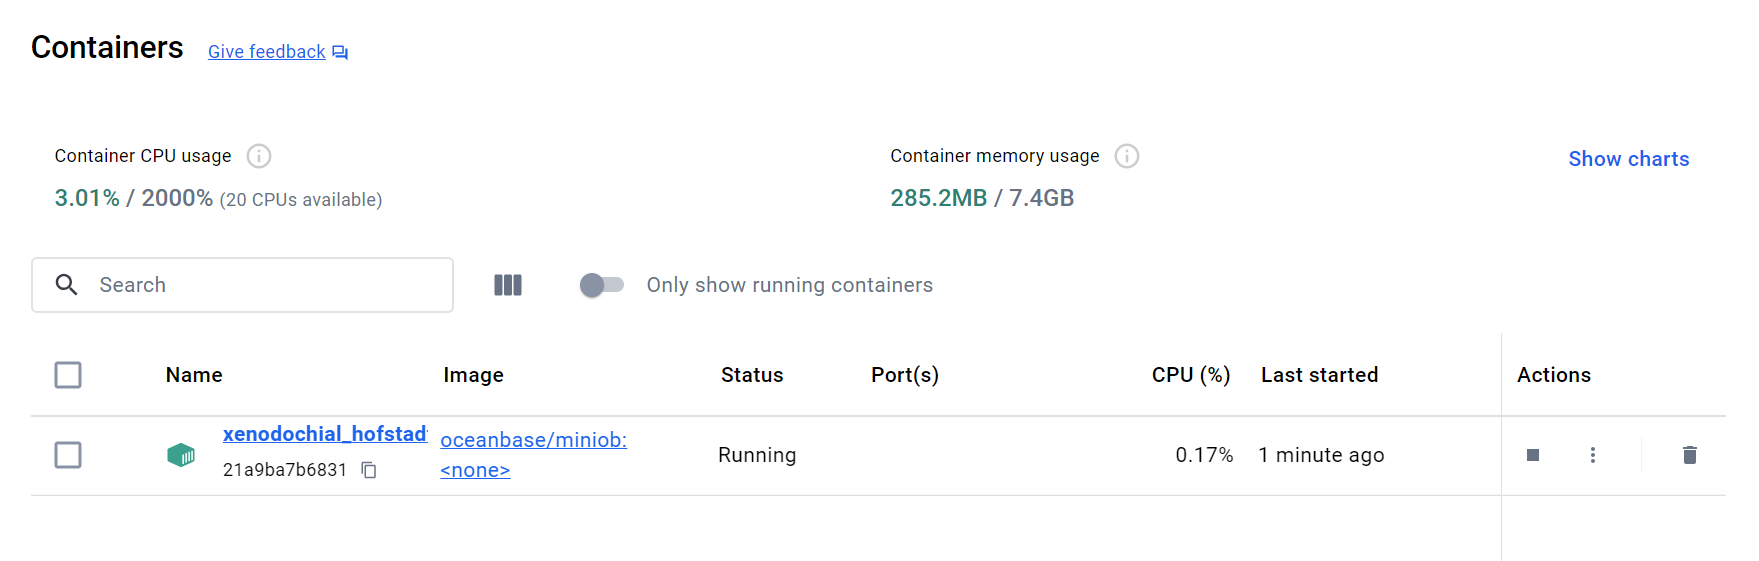 Containers Give feedback
Container CPU usage
3.01% / 2000% (20 CPUs available)
Container memory usage
285.2MB / 7.4GB
Show charts
Search
Only show running containers
Name Image Status Port(s) CPU (%) Last started Actions
xenodochial_hofstad
21a9ba7b6831
oceanbase/miniob:
<none>
Running 0.17% 1 minute ago